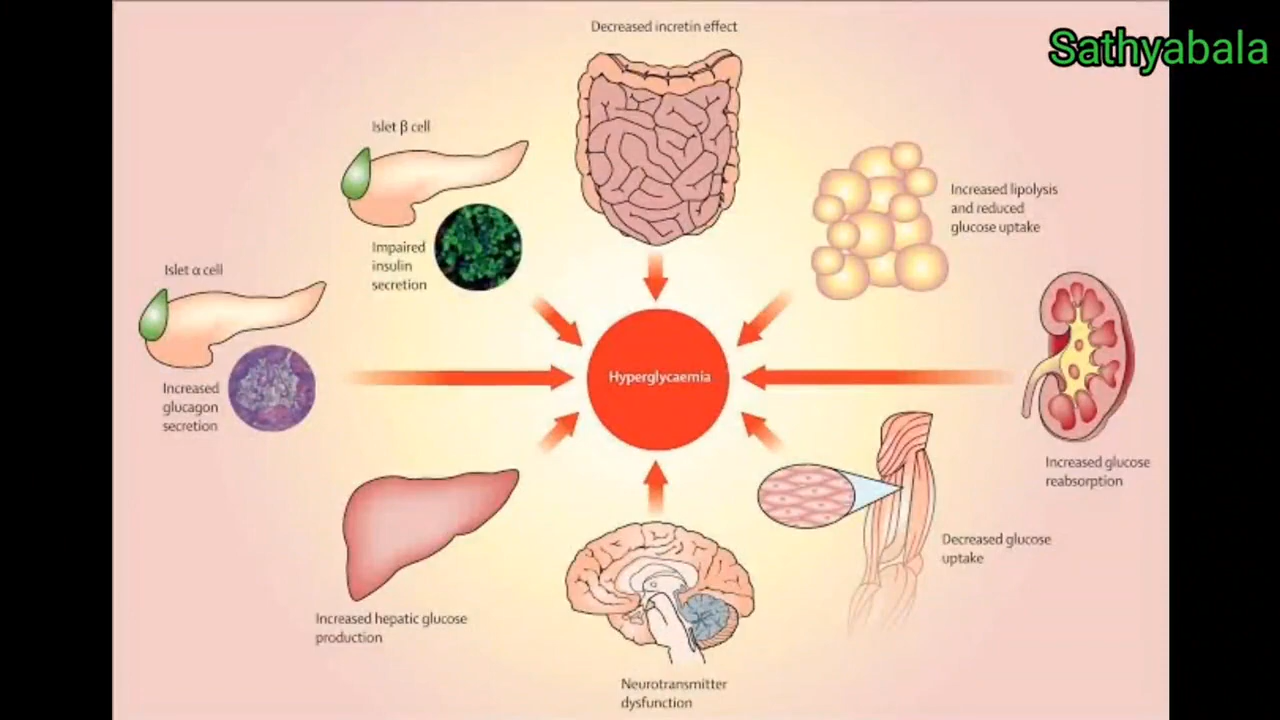 Decreased incretin effect
Sathyabala
Islet β cell
Impaired
insulin
secretion
Increased lipolysis
and reduced
glucose uptake
Islet α cell
Increased
glucagon
secretion
Hyperglycaemia
Increased glucose
reabsorption
Decreased glucose
uptake
Increased hepatic glucose
production
Neurotransmitter
dysfunction